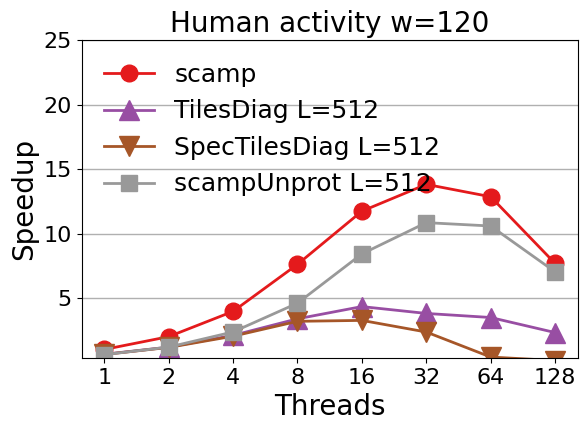 Human activity w=120
25
20
15
10
5
Speedup
scamp
TilesDiag L=512
SpecTilesDiag L=512
scampUnprot L=512
1 2 4 8 16 32 64 128
Threads